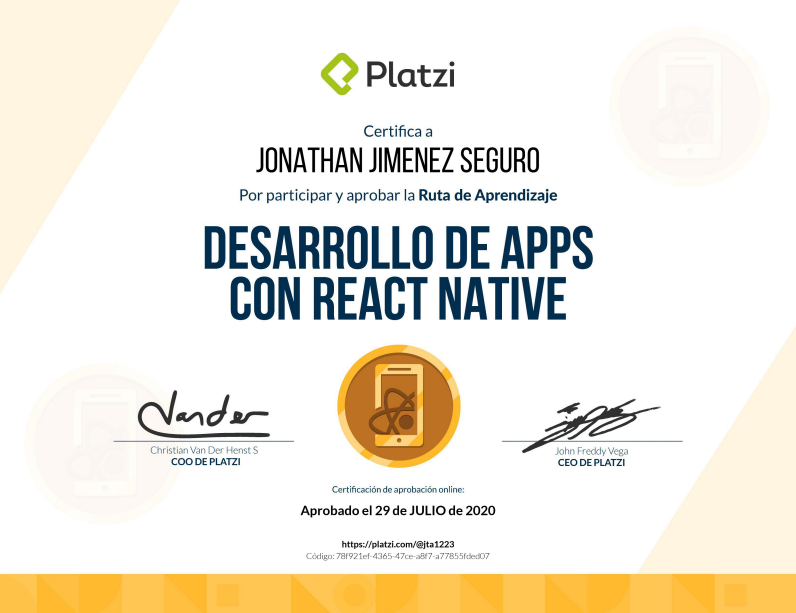 Platzi
Certifica a
JONATHAN JIMENEZ SEGURO
Por participar y aprobar la Ruta de Aprendizaje
DESARROLLO DE APPS
CON REACT NATIVE
Vander
Christian Van Der Henst S
COO DE PLATZI
John Freddy Vega
CEO DE PLATZI
Certificación de aprobación online:
Aprobado el 29 de JULIO de 2020
https://platzi.com/@jta1223
Código: 78f921ef-4365-47ce-a8f7-a77855fded07